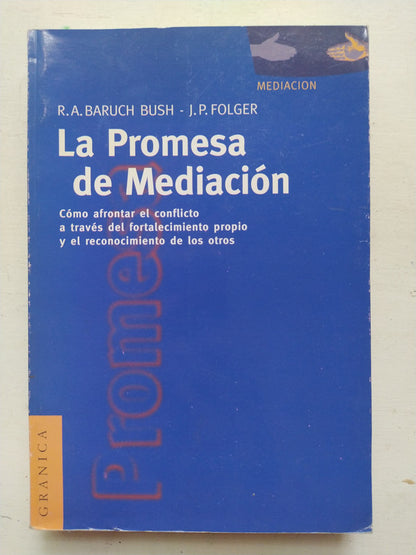 MEDIACION
R.A.BARUCH BUSH - J.P.FOLGER
La Promesa
de Mediación
Cómo afrontar el conflicto
a través del fortalecimiento propio
y el reconocimiento de los otros
Promesa
GRANICA